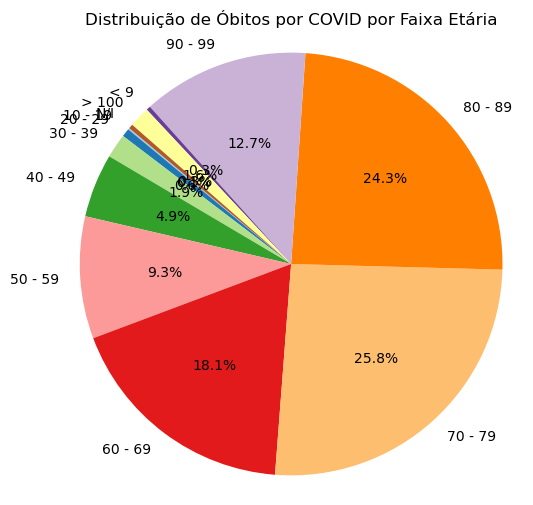 Distribuição de Óbitos por COVID por Faixa Etária
90 - 99
< 9
> 100
N/I
10 - 19
20 - 29
30 - 39
40 - 49
50 - 59
60 - 69
70 - 79
80 - 89
12.7%
24.3%
0.3%
1.9%
4.9%
9.3%
18.1%
25.8%